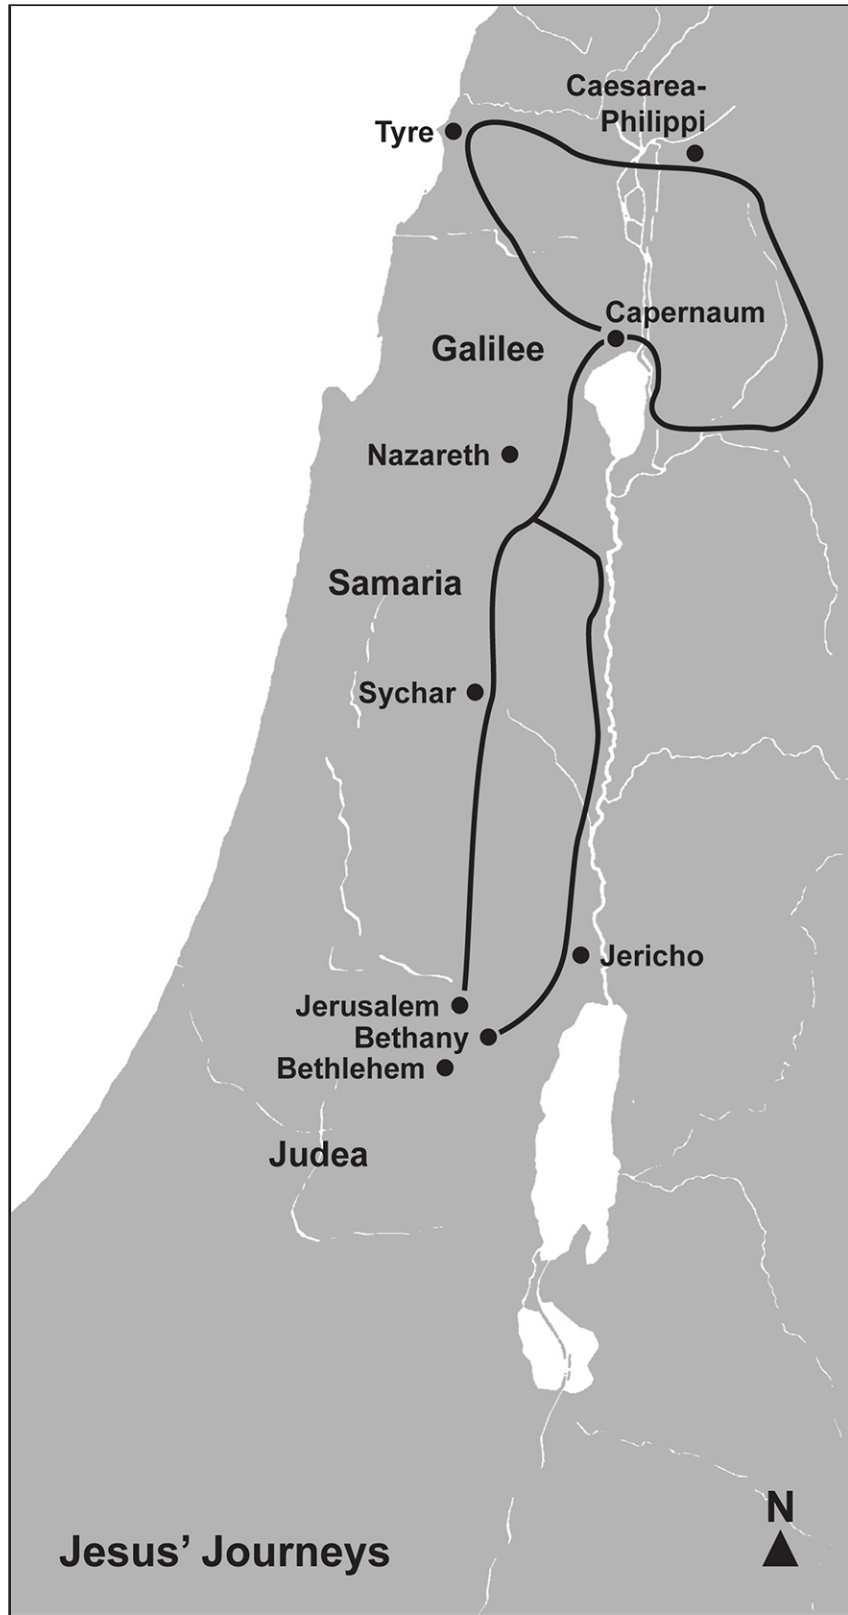 Caesarea-
Philippi
Tyre
Capernaum
Galilee
Nazareth
Samaria
Sychar
Jericho
Jerusalem
Bethany
Bethlehem
Judea
N
Jesus’ Journeys